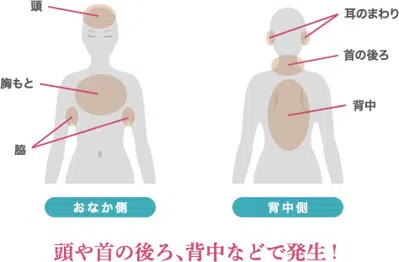 頭
胸もと
脇
おなか側
耳のまわり
首の後ろ
背中
背中側
頭や首の後ろ、背中などで発生！